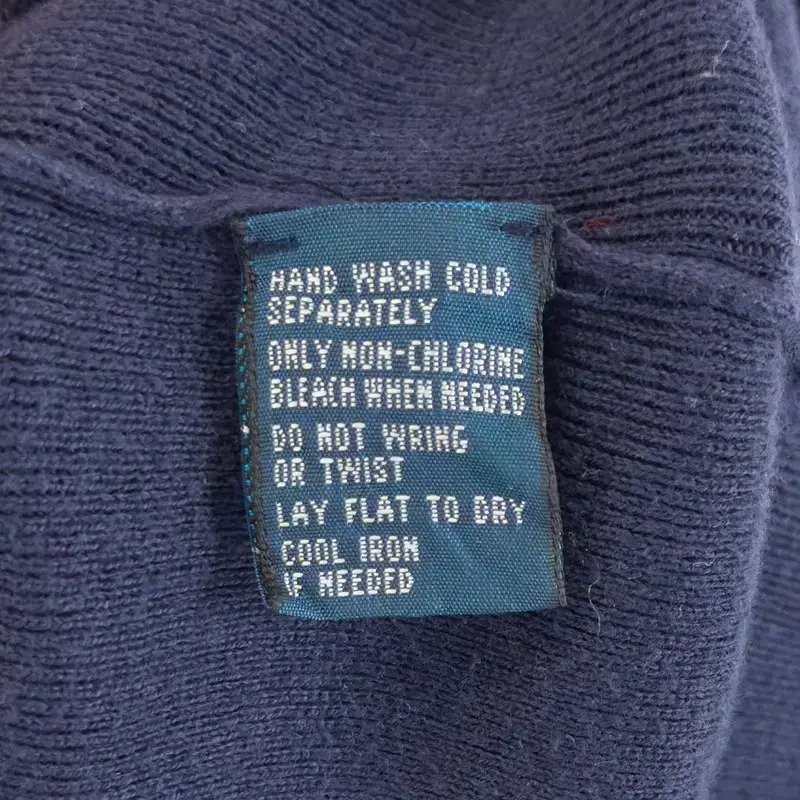 HAND WASH COLD
SEPARATELY
ONLY NON-CHLORINE
BLEACH WHEN NEEDED
DO NOT WRING
OR TWIST
LAY FLAT TO DRY
COOL IRON
IF NEEDED